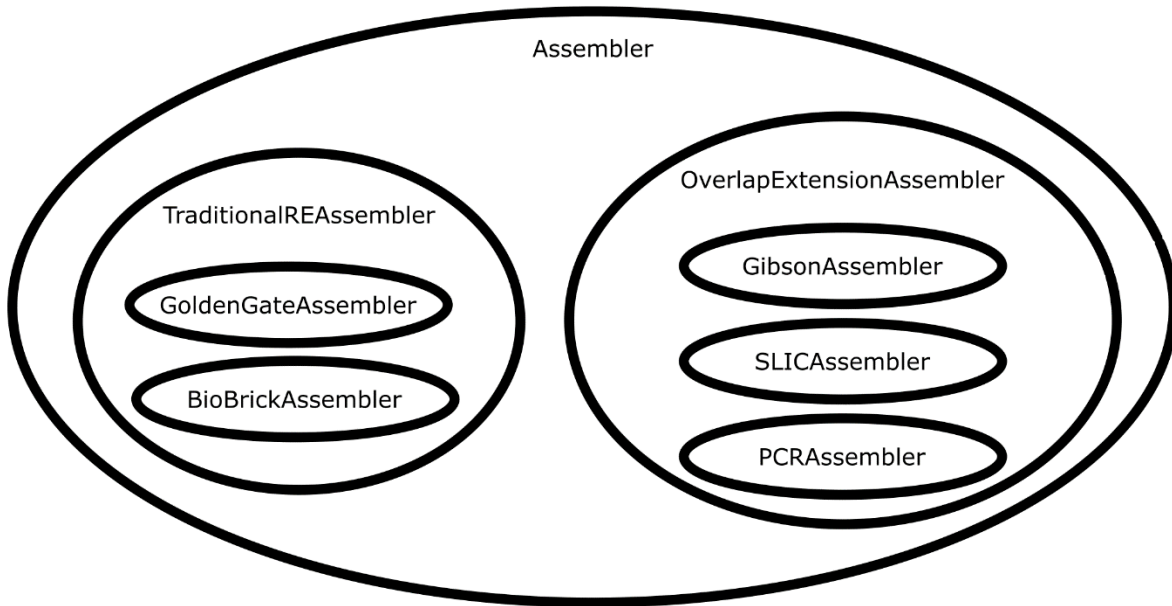 Assembler
TraditionalREAssembler
GoldenGateAssembler
BioBrickAssembler
OverlapExtensionAssembler
GibsonAssembler
SLICAssembler
PCRAssembler